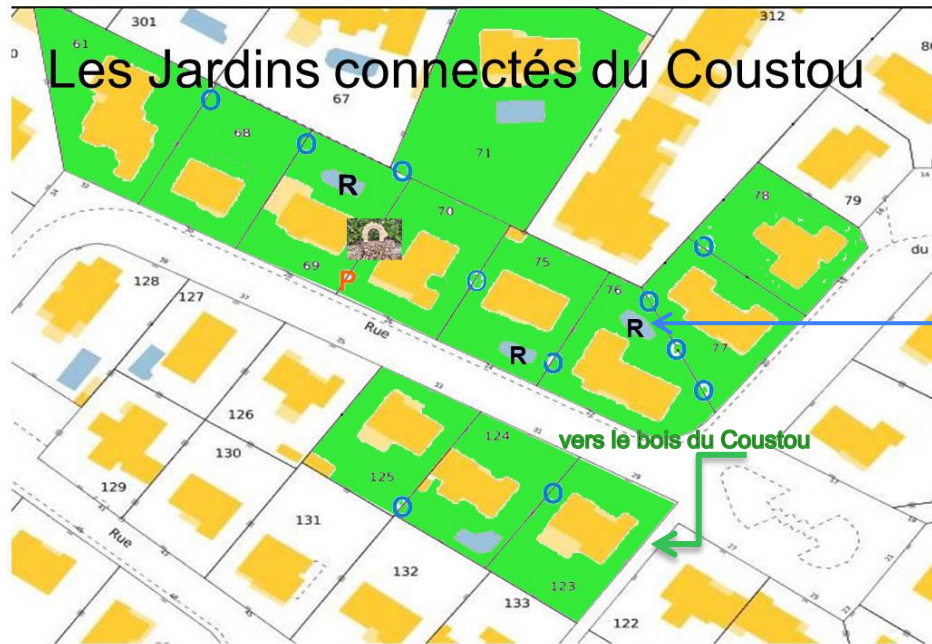 301
312
61
Les Jardins connectés du Coustou
67
O
68
O
R
O
71
78
79
14
16
du
70
69
P
O
75
O
76
O
R
O
77
O
R
O
128
127
Rue
126
130
129
125
124
O
O
vers le bois du Coustou
131
132
133
123
122
Rue